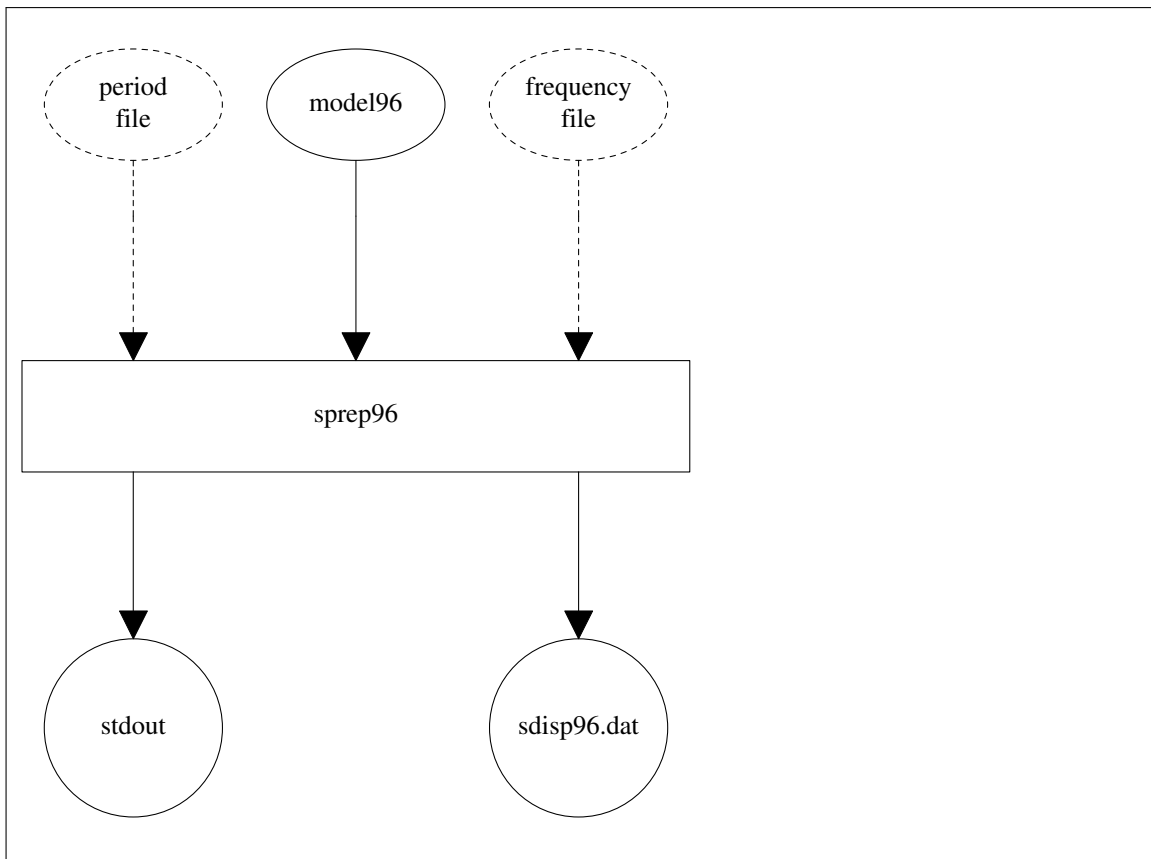 period
file
model96
frequency
file
sprep96
stdout
sdisp96.dat